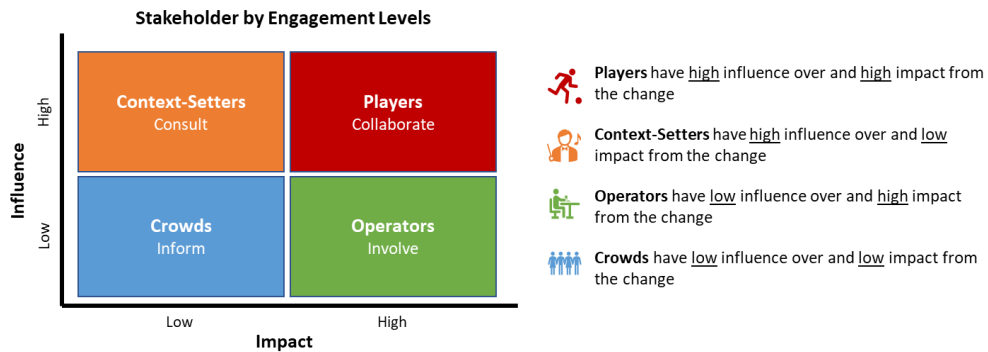 Stakeholder by Engagement Levels
Influence
High
Low
Context-Setters
Consult
Players
Collaborate
Crowds
Inform
Operators
Involve
Low
High
Impact
Players have high influence over and high impact from
the change
Context-Setters have high influence over and low
impact from the change
Operators have low influence over and high impact
from the change
Crowds have low influence over and low impact from
the change